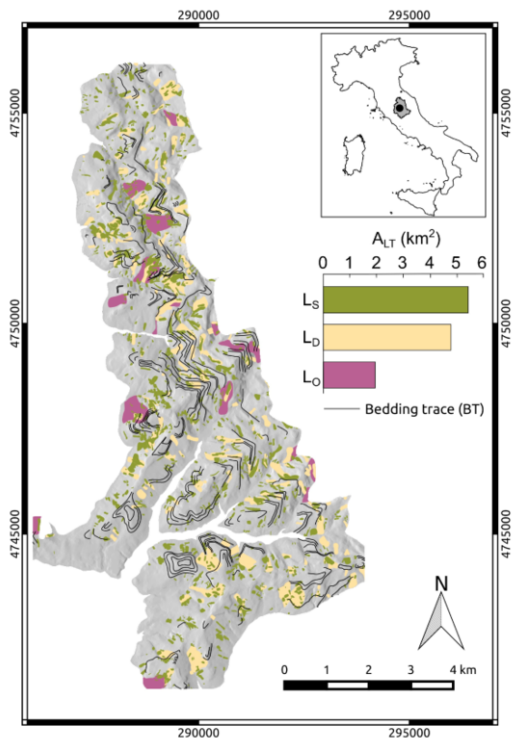 290000 295000
4755000 4755000
A_LT (km²)
0 1 2 3 4 5 6
L_S
4750000 4750000
L_D
L_O
Bedding trace (BT)
4745000 4745000
N
0 1 2 3 4 km
290000 295000